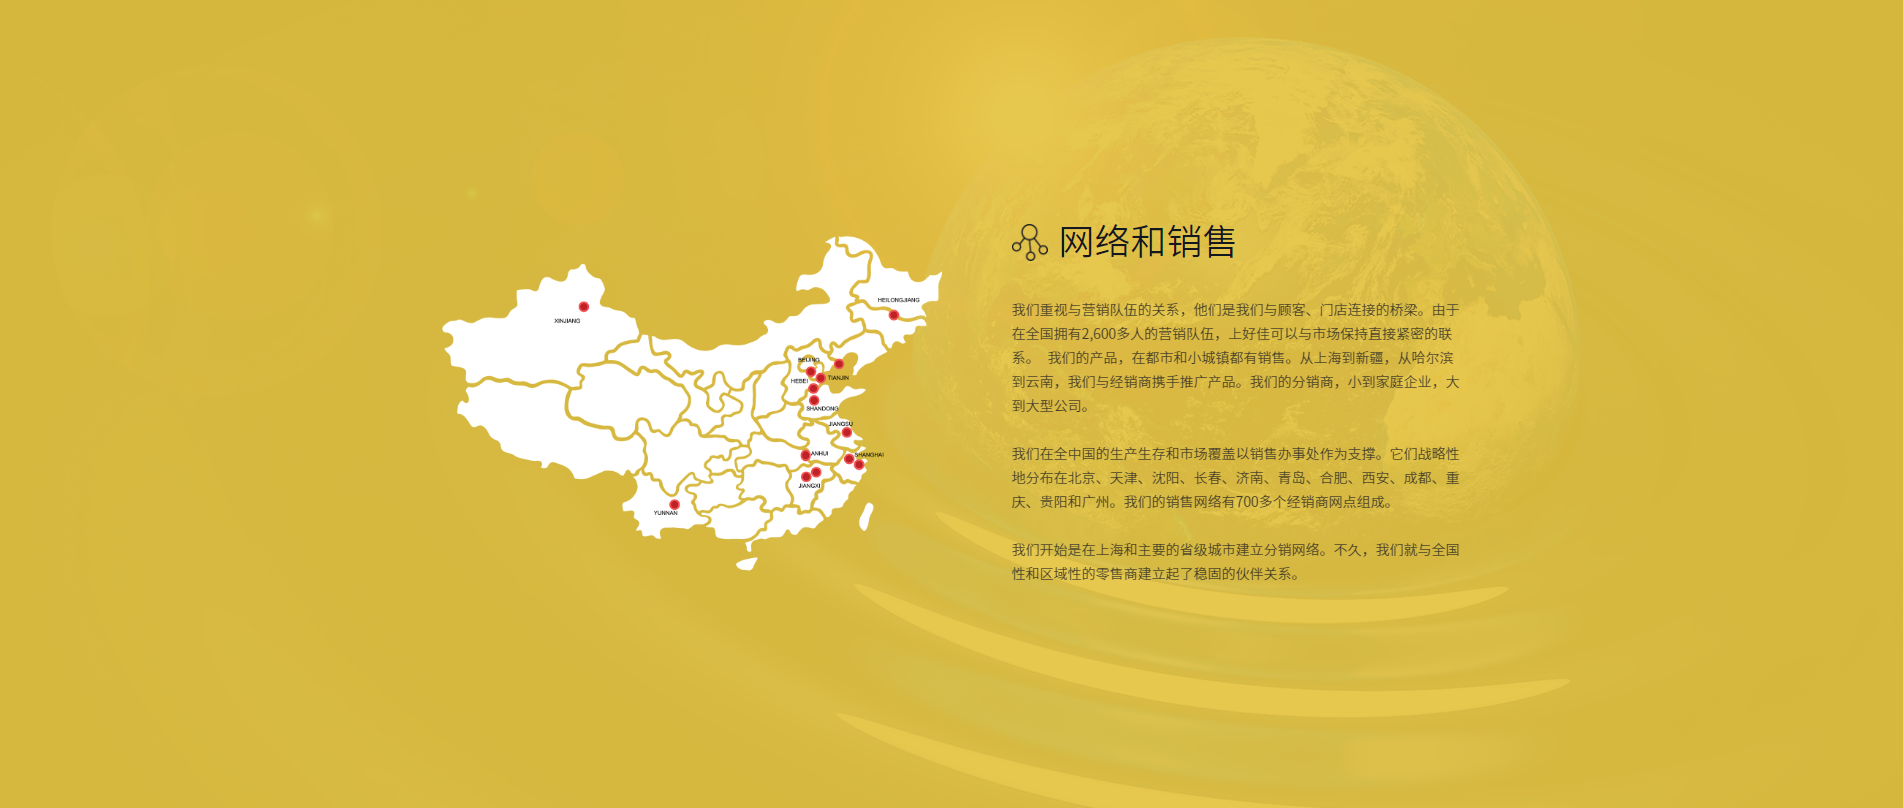 HEILONGJIANG
XINJIANG
BEIJING
HEBEI
TIANJIN
SHANDONG
JIANGSU
ANHUI
SHANGHAI
JIANGXI
YUNNAN
网络和销售
我们重视与营销队伍的关系，他们是我们与顾客、门店连接的桥梁。由于
在全国拥有2,600多人的营销队伍，上好佳可以与市场保持直接紧密的联
系。 我们的产品，在都市和小城镇都有销售。从上海到新疆，从哈尔滨
到云南，我们与经销商携手推广产品。我们的分销商，小到家庭企业，大
到大型公司。
我们在全中国的生产生存和市场覆盖以销售办事处作为支撑。它们战略性
地分布在北京、天津、沈阳、长春、济南、青岛、合肥、西安、成都、重
庆、贵阳和广州。我们的销售网络有700多个经销商网点组成。
我们开始是在上海和主要的省级城市建立分销网络。不久，我们就与全国
性和区域性的零售商建立起了稳固的伙伴关系。